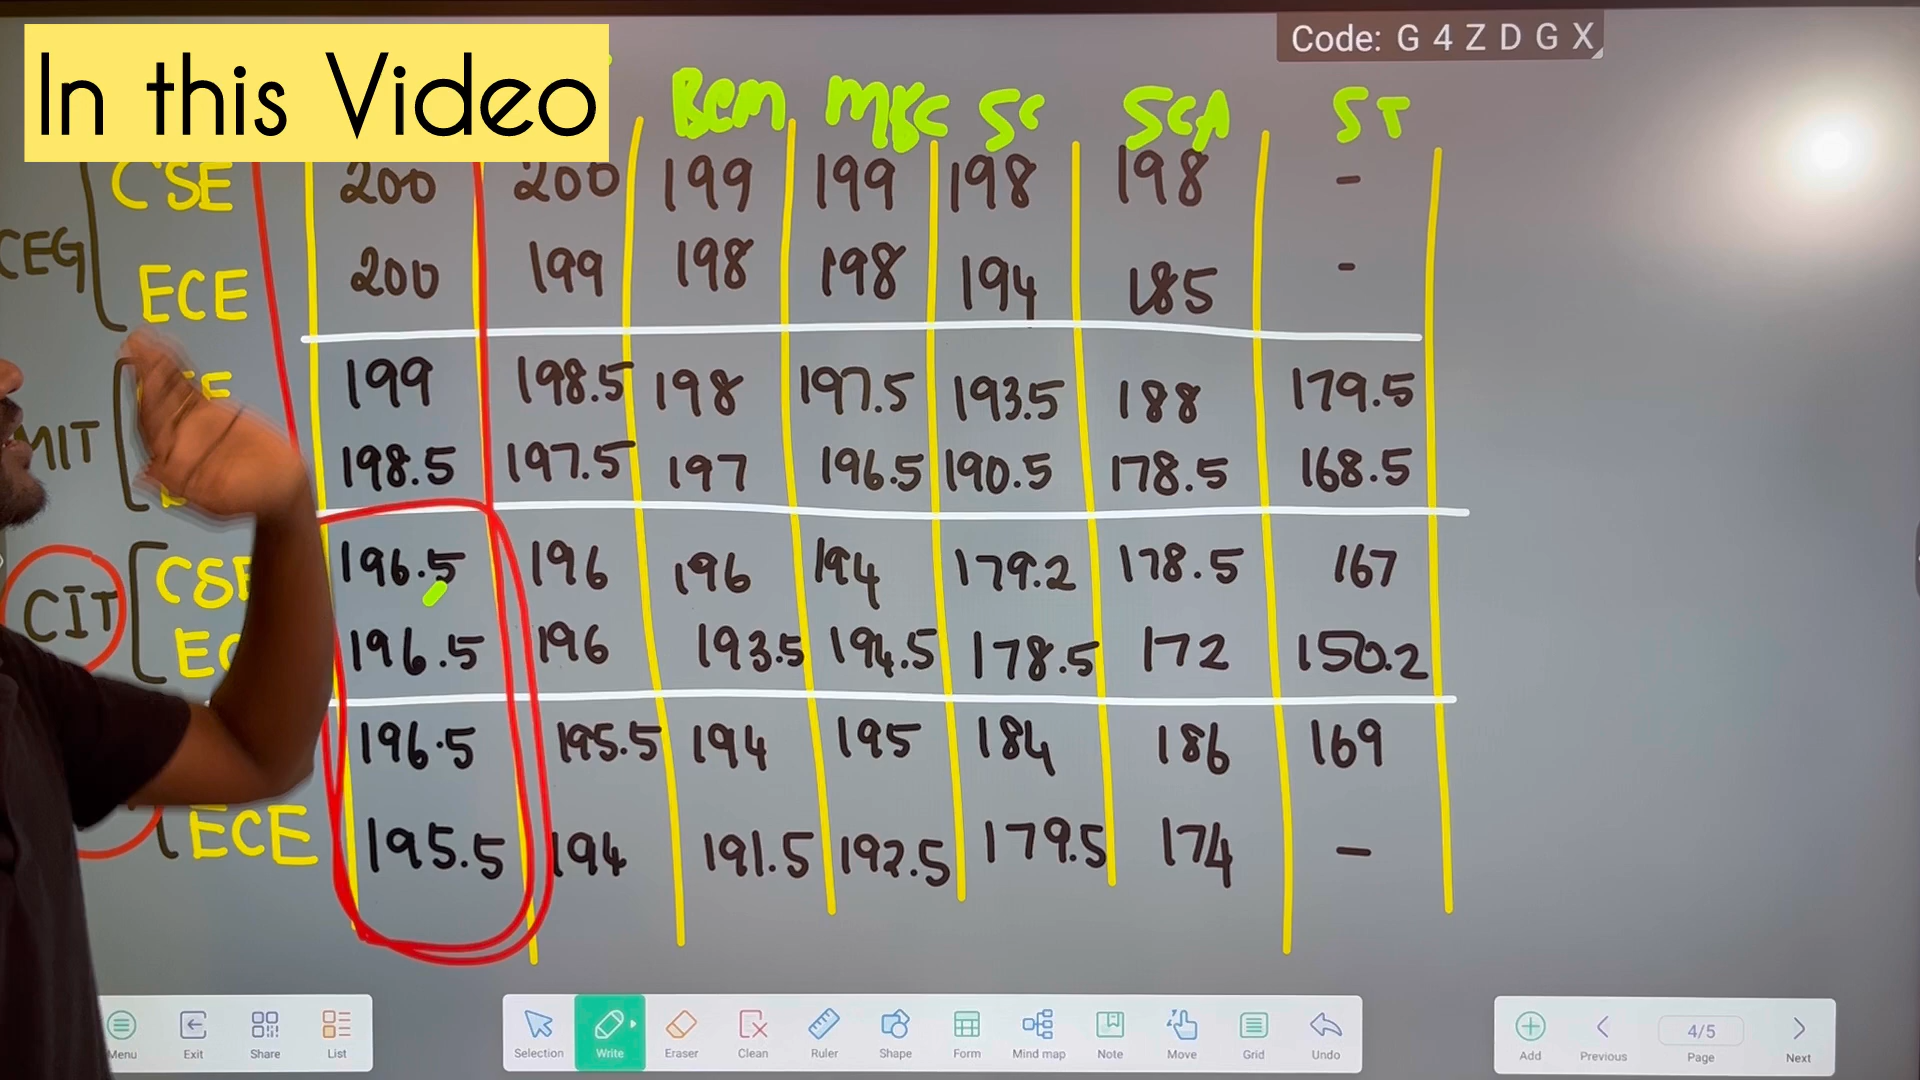 In this Video
Code: G 4 Z D G X
BCM MBC SC SCA ST
CSE 200 200 199 199 198 198 -
CEG
ECE 200 199 198 198 194 185 -
199 198.5 198 197.5 193.5 188 179.5
MIT
198.5 197.5 197 196.5 190.5 178.5 168.5
CSE 196.5 196 196 194 179.2 178.5 167
CIT
EC 196.5 196 193.5 194.5 178.5 172 150.2
196.5 195.5 194 195 184 186 169
ECE 195.5 194 191.5 192.5 179.5 174 -
Menu Exit Share List Selection Write Eraser Clean Ruler Shape Form Mind map Note Move Grid Undo Add Previous 4/5 Page Next